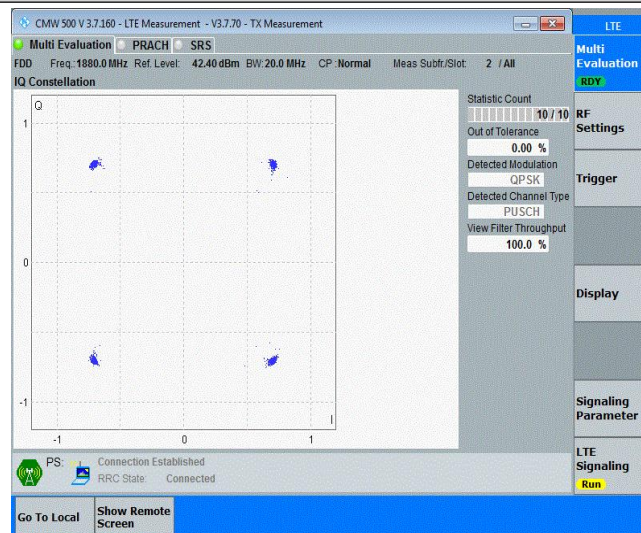 CMW 500 V 3.7.160 - LTE Measurement - V3.7.70 - TX Measurement
LTE
Multi Evaluation PRACH SRS
Multi
Evaluation
RDY
FDD Freq.:1880.0 MHz Ref. Level: 42.40 dBm BW:20.0 MHz CP :Normal Meas Subfr./Slot: 2 / All
IQ Constellation
Q
1
0
-1
-1
0
1
I
Statistic Count
10 / 10
Out of Tolerance
0.00 %
Detected Modulation
QPSK
Detected Channel Type
PUSCH
View Filter Throughput
100.0 %
RF
Settings
Trigger
Display
Signaling
Parameter
LTE
Signaling
Run
PS: Connection Established
RRC State: Connected
Go To Local
Show Remote
Screen